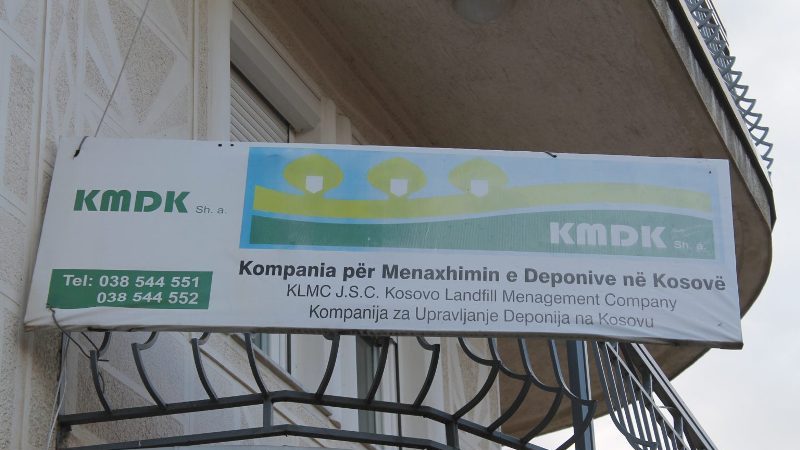 KMDK Sh. a.
KMDK Sh. a.
Tel: 038 544 551
038 544 552
Kompania për Menaxhimin e Deponive në Kosovë
KLMC J.S.C. Kosovo Landfill Menagement Company
Kompanija za Upravljanje Deponija na Kosovu